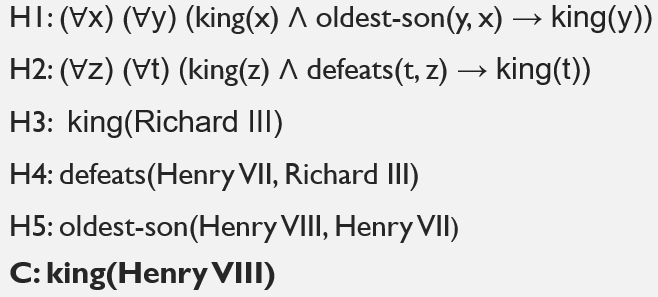 H1: (∀x) (∀y) (king(x) ∧ oldest-son(y, x) → king(y))
H2: (∀z) (∀t) (king(z) ∧ defeats(t, z) → king(t))
H3: king(Richard III)
H4: defeats(Henry VII, Richard III)
H5: oldest-son(Henry VIII, Henry VII)
C: king(Henry VIII)